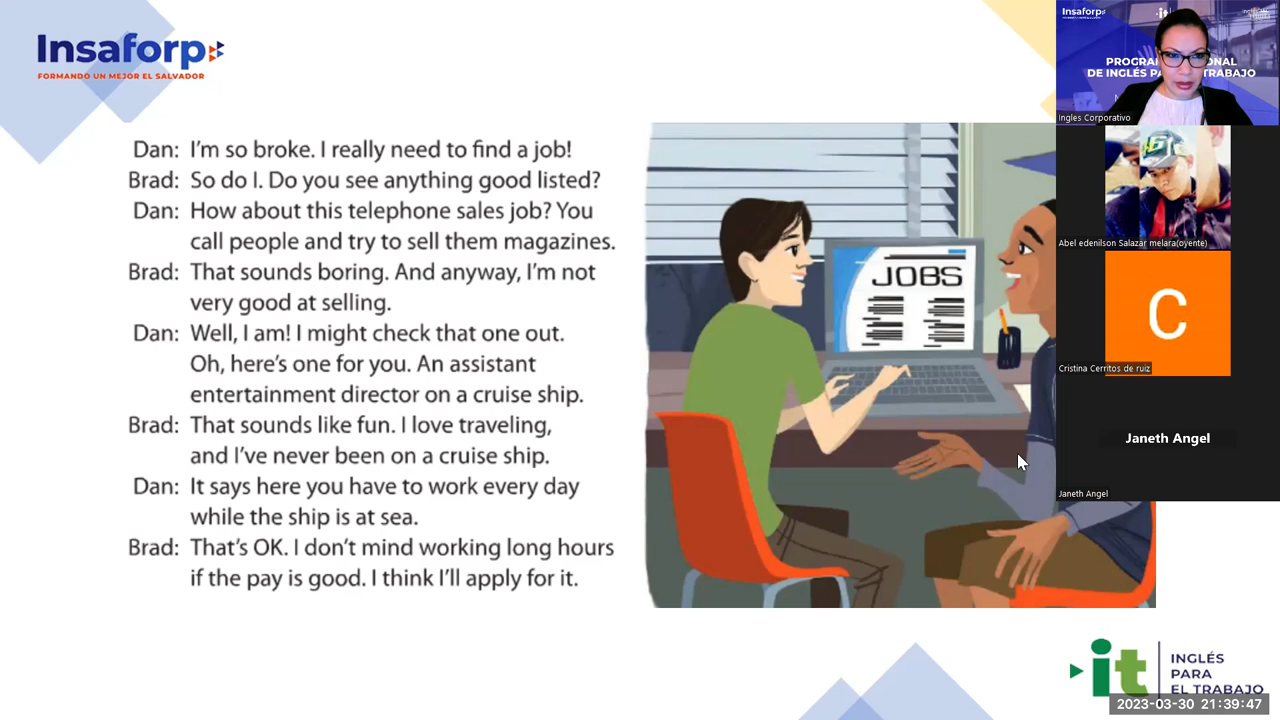 Insaforp
FORMANDO UN MEJOR EL SALVADOR
Dan: I'm so broke. I really need to find a job!
Brad: So do I. Do you see anything good listed?
Dan: How about this telephone sales job? You
call people and try to sell them magazines.
Brad: That sounds boring. And anyway, I'm not
very good at selling.
Dan: Well, I am! I might check that one out.
Oh, here's one for you. An assistant
entertainment director on a cruise ship.
Brad: That sounds like fun. I love traveling,
and I've never been on a cruise ship.
Dan: It says here you have to work every day
while the ship is at sea.
Brad: That's OK. I don't mind working long hours
if the pay is good. I think I'll apply for it.
JOBS
Insaforp
it
DE INGLÉS
TRABAJO
Ingles Corporativo
46
Abel edenilson Salazar melara(oyente)
C
Cristina Cerritos de ruiz
Janeth Angel
Janeth Angel
it
INGLÉS
PARA
EL TRABAJO
2023-03-30 21:39:47